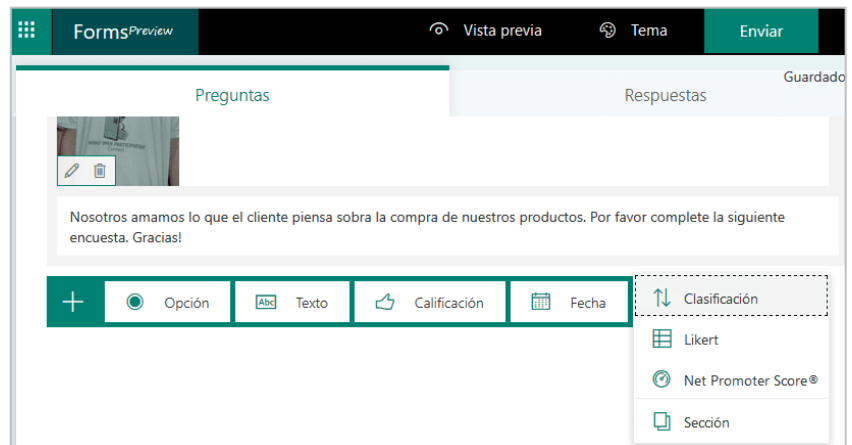 Forms Preview
Vista previa
Tema
Enviar
Guardado
Preguntas
Respuestas
Nosotros amamos lo que el cliente piensa sobra la compra de nuestros productos. Por favor complete la siguiente
encuesta. Gracias!
Opción
Abc
Texto
Calificación
Fecha
Clasificación
Likert
Net Promoter Score®
Sección